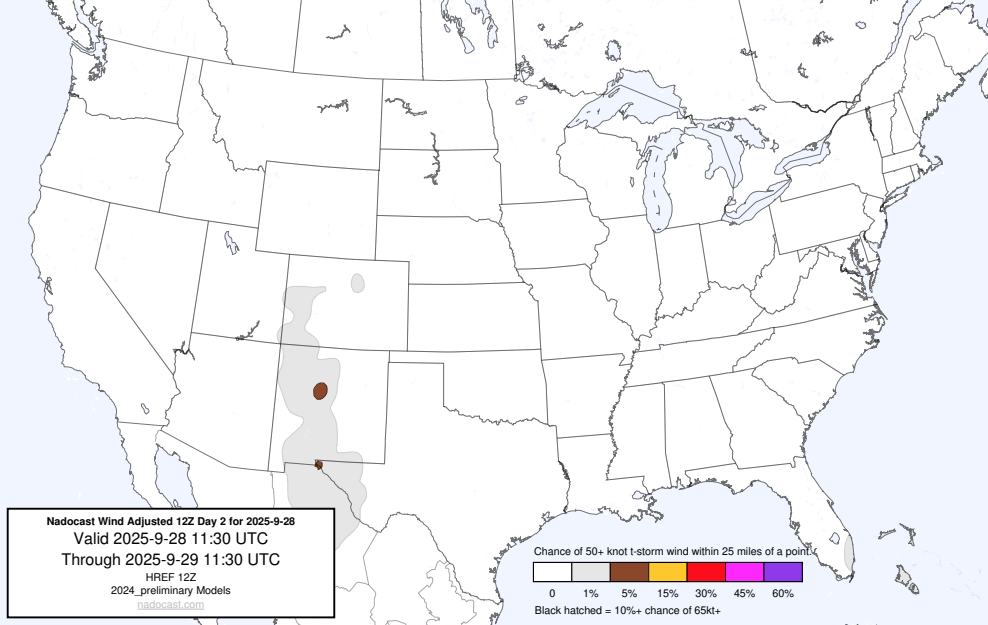 Nadocast Wind Adjusted 12Z Day 2 for 2025-9-28
Valid 2025-9-28 11:30 UTC
Through 2025-9-29 11:30 UTC
HREF 12Z
2024_preliminary Models
nadocast.com
Chance of 50+ knot t-storm wind within 25 miles of a point.
0 1% 5% 15% 30% 45% 60%
Black hatched = 10%+ chance of 65kt+